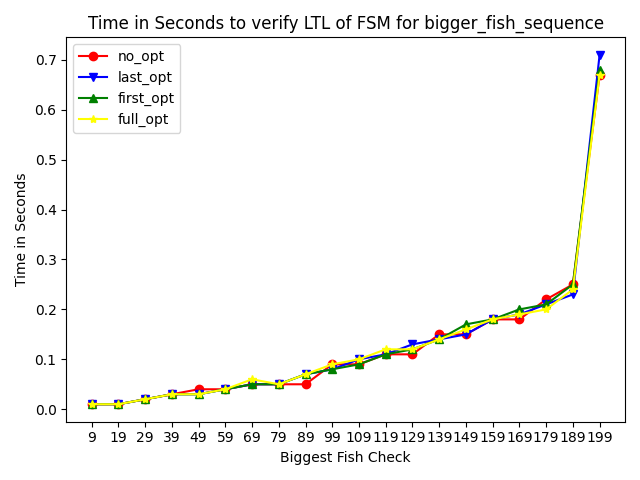 Time in Seconds to verify LTL of FSM for bigger_fish_sequence
no_opt
last_opt
first_opt
full_opt
Time in Seconds
0.7
0.6
0.5
0.4
0.3
0.2
0.1
0.0
9 19 29 39 49 59 69 79 89 99 109 119 129 139 149 159 169 179 189 199
Biggest Fish Check